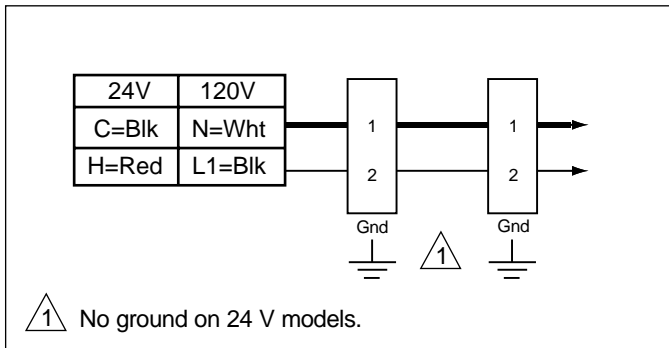 24V 120V
C=Blk N=Wht 1 1
H=Red L1=Blk 2 2
Gnd Gnd
1
1 No ground on 24 V models.